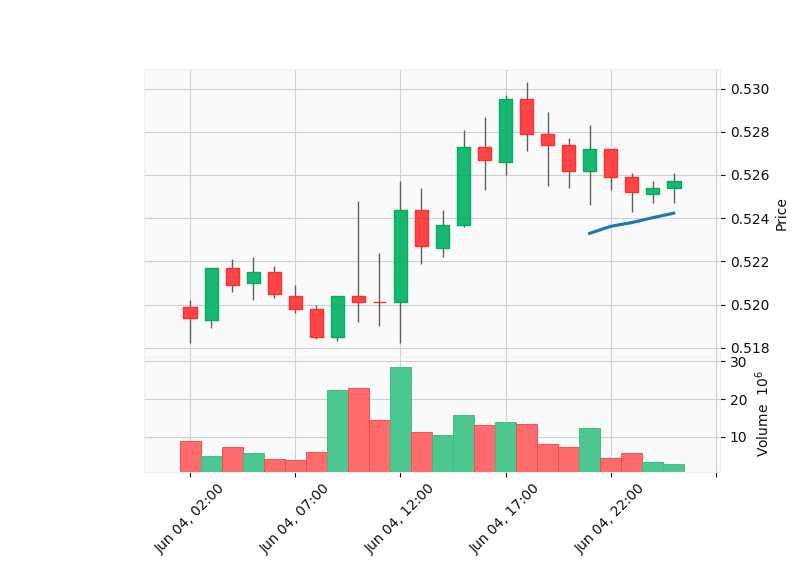 0.530
0.528
0.526
0.524
0.522
0.520
0.518
Price
30
20
10
Volume 10⁶
Jun 04, 02:00
Jun 04, 07:00
Jun 04, 12:00
Jun 04, 17:00
Jun 04, 22:00